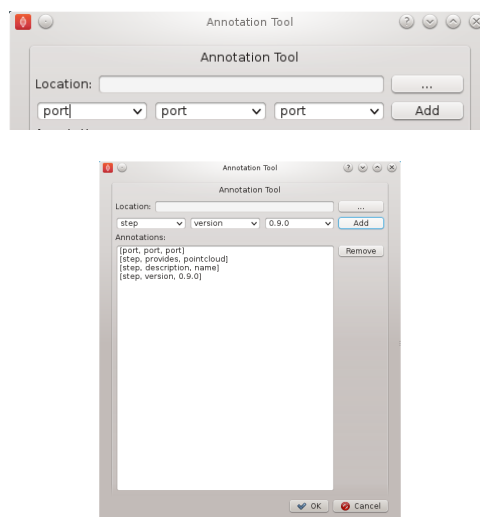 Annotation Tool
Annotation Tool
Location: ...
port port port Add
Annotation Tool
Annotation Tool
Location: ...
step version 0.9.0 Add
Annotations:
[port, port, port] Remove
[step, provides, pointcloud]
[step, description, name]
[step, version, 0.9.0]
OK Cancel